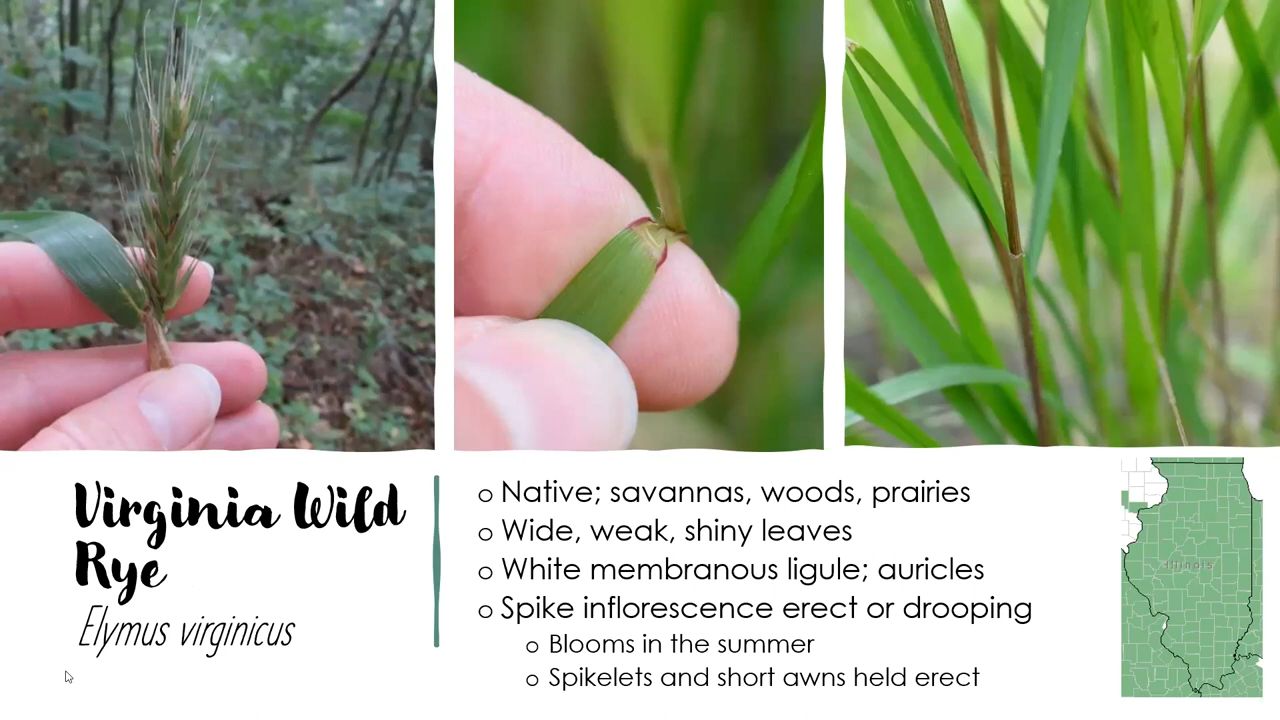 Virginia Wild
Rye
Elymus virginicus
o Native; savannas, woods, prairies
o Wide, weak, shiny leaves
o White membranous ligule; auricles
o Spike inflorescence erect or drooping
o Blooms in the summer
o Spikelets and short awns held erect
Illinois